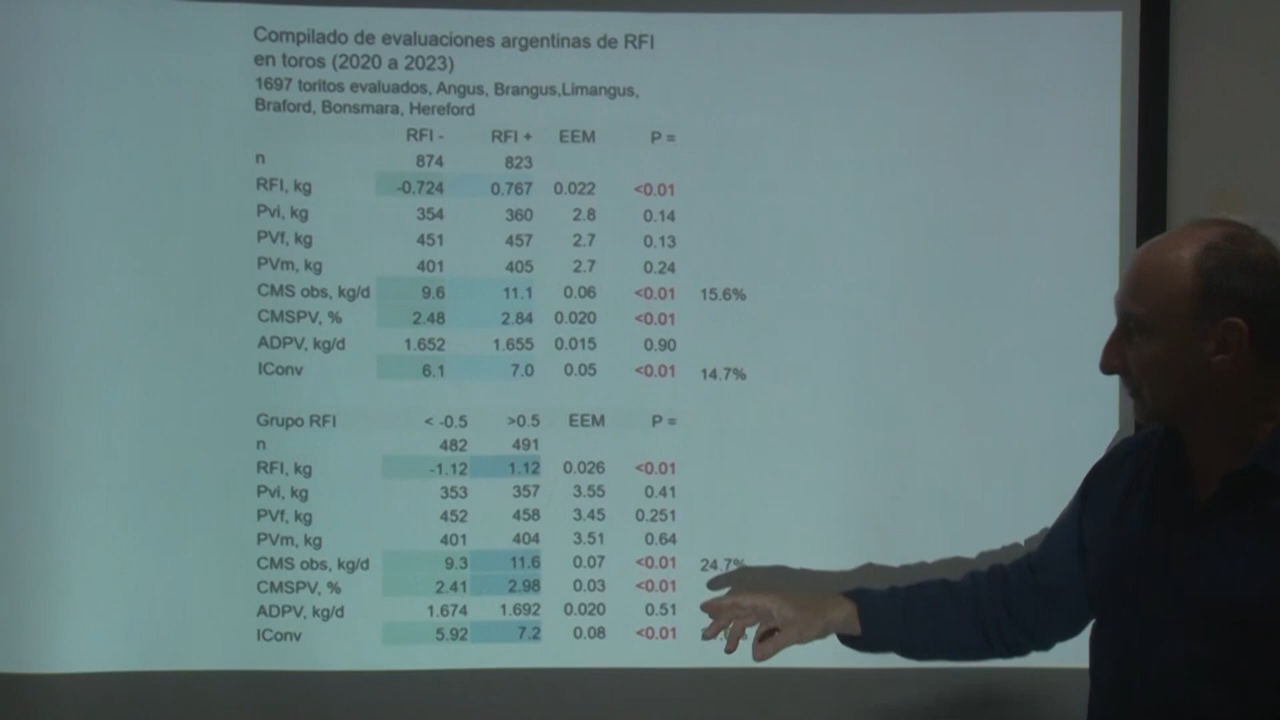 Compilado de evaluaciones argentinas de RFI
en toros (2020 a 2023)
1697 toritos evaluados, Angus, Brangus,Limangus,
Braford, Bonsmara, Hereford
RFI - RFI + EEM P =
n 874 823
RFI, kg -0.724 0.767 0.022 <0.01
Pvi, kg 354 360 2.8 0.14
PVf, kg 451 457 2.7 0.13
PVm, kg 401 405 2.7 0.24
CMS obs, kg/d 9.6 11.1 0.06 <0.01 15.6%
CMSPV, % 2.48 2.84 0.020 <0.01
ADPV, kg/d 1.652 1.655 0.015 0.90
IConv 6.1 7.0 0.05 <0.01 14.7%
Grupo RFI < -0.5 >0.5 EEM P =
n 482 491
RFI, kg -1.12 1.12 0.026 <0.01
Pvi, kg 353 357 3.55 0.41
PVf, kg 452 458 3.45 0.251
PVm, kg 401 404 3.51 0.64
CMS obs, kg/d 9.3 11.6 0.07 <0.01 24.7%
CMSPV, % 2.41 2.98 0.03 <0.01
ADPV, kg/d 1.674 1.692 0.020 0.51
IConv 5.92 7.2 0.08 <0.01